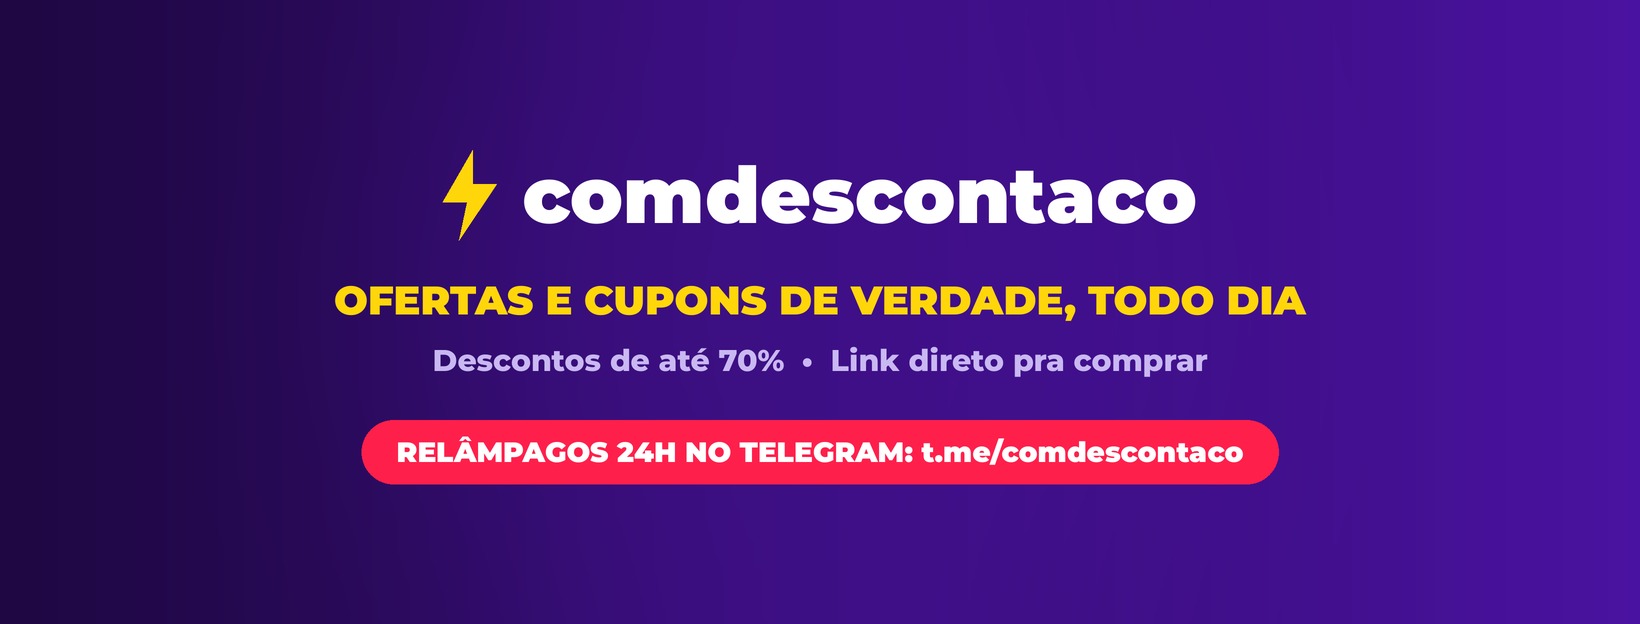 comdescontaco
OFERTAS E CUPONS DE VERDADE, TODO DIA
Descontos de até 70% • Link direto pra comprar
RELÂMPAGOS 24H NO TELEGRAM: t.me/comdescontaco